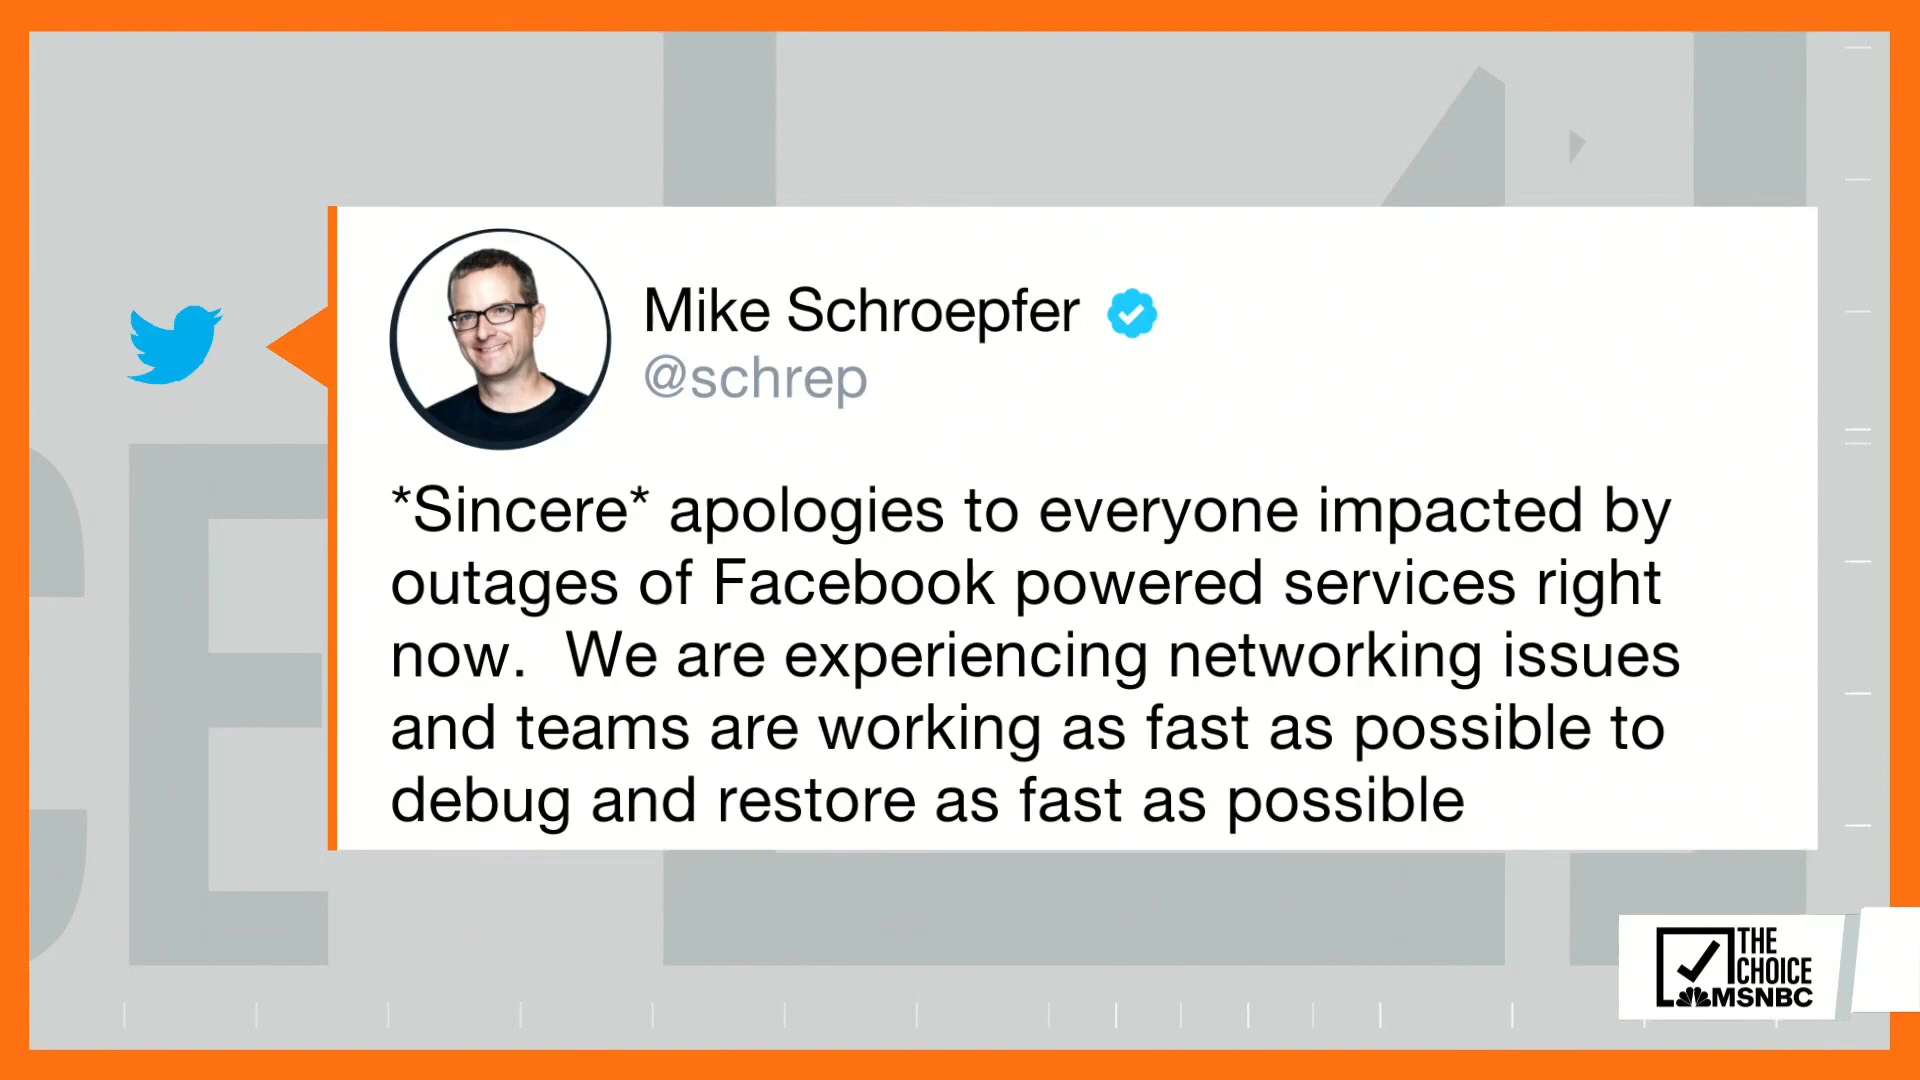 Mike Schroepfer
@schrep
*Sincere* apologies to everyone impacted by
outages of Facebook powered services right
now.  We are experiencing networking issues
and teams are working as fast as possible to
debug and restore as fast as possible
THE
CHOICE
MSNBC